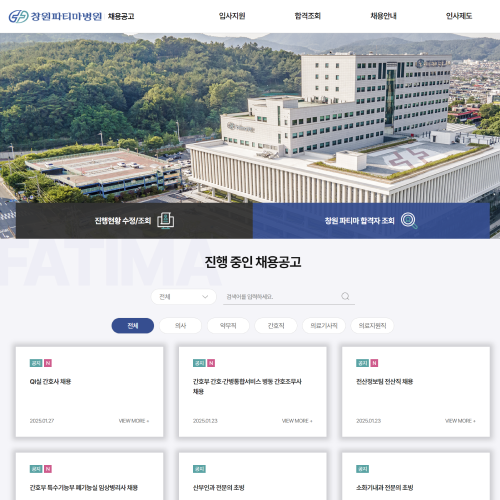 창원파티마병원 채용공고
입사지원 합격조회 채용안내 인사제도
진행현황 수정/조회
창원 파티마 합격자 조회
FATIMA
진행 중인 채용공고
전체
검색어를 입력하세요.
전체 의사 약무직 간호직 의료기사직 의료지원직
공지 N
QI실 간호사 채용
2025.01.27 VIEW MORE +
공지 N
간호부 간호·간병통합서비스 병동 간호조무사
채용
2025.01.23 VIEW MORE +
공지 N
전산정보팀 전산직 채용
2025.01.23 VIEW MORE +
공지 N
간호부 특수기능부 폐기능실 임상병리사 채용
공지
산부인과 전문의 초빙
공지
소화기내과 전문의 초빙